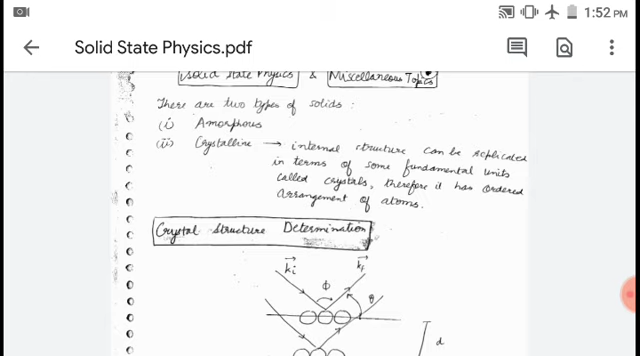 1:52 PM
Solid State Physics.pdf
Solid State Physics & Miscellaneous Topics
There are two types of solids :
(i) Amorphous
(ii) Crystalline → internal structure can be replicated
in terms of some fundamental units
called crystals, therefore it has ordered
arrangement of atoms.
Crystal Structure Determination
ki kf
Φ θ
d